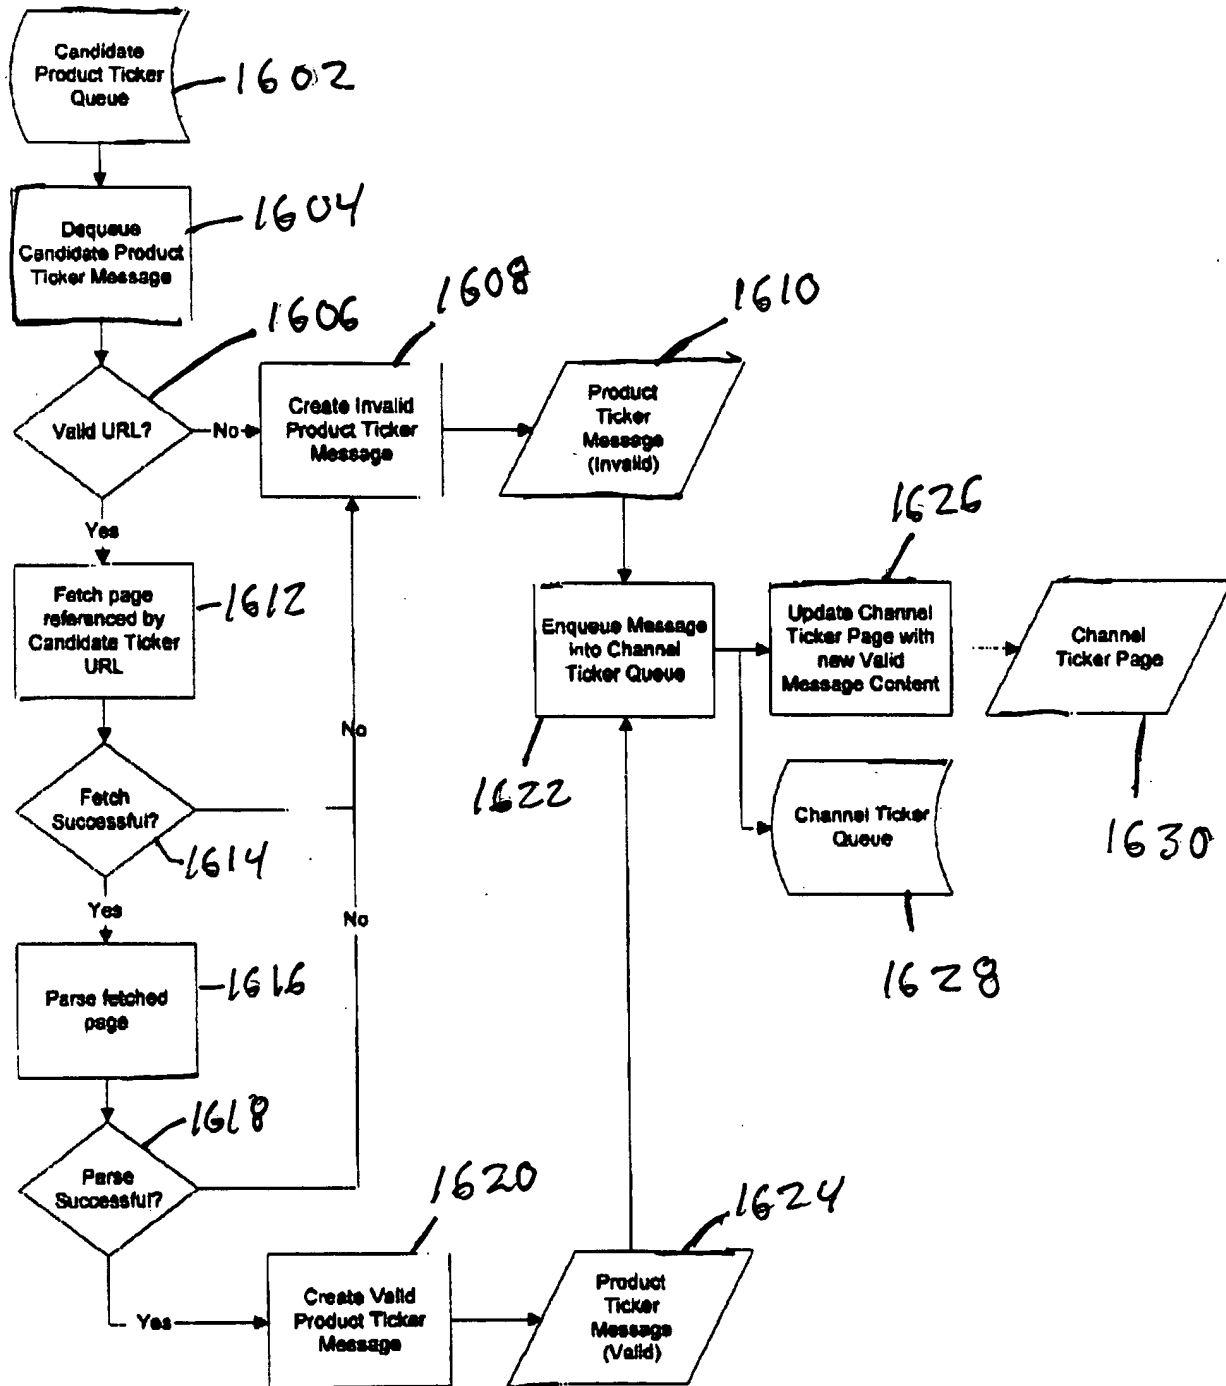 Candidate
Product Ticker
Queue
1602
Dequeue
Candidate Product
Ticker Message
1604
Valid URL?
1606
No
Create Invalid
Product Ticker
Message
1608
Product
Ticker
Message
(Invalid)
1610
Yes
Fetch page
referenced by
Candidate Ticker
URL
1612
Enqueue Message
into Channel
Ticker Queue
1622
Update Channel
Ticker Page with
new Valid
Message Content
1626
Channel
Ticker Page
1630
No
Fetch
Successful?
1614
Channel Ticker
Queue
1628
Yes
No
Parse fetched
page
1616
Parse
Successful?
1618
Yes
Create Valid
Product Ticker
Message
1620
Product
Ticker
Message
(Valid)
1624